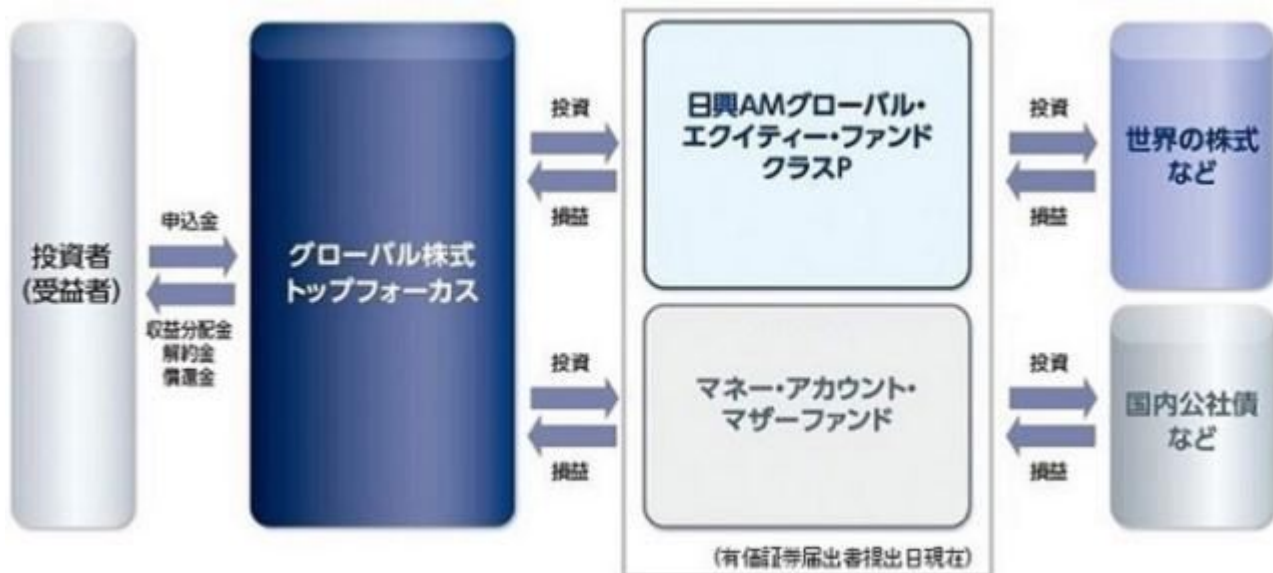 投資者
(受益者)
申込金
収益分配金
解約金
償還金
グローバル株式
トップフォーカス
投資
損益
日興AMグローバル・
エクイティー・ファンド
クラスP
投資
損益
世界の株式
など
投資
損益
マネー・アカウント・
マザーファンド
投資
損益
国内公社債
など
(有価証券届出書提出日現在)